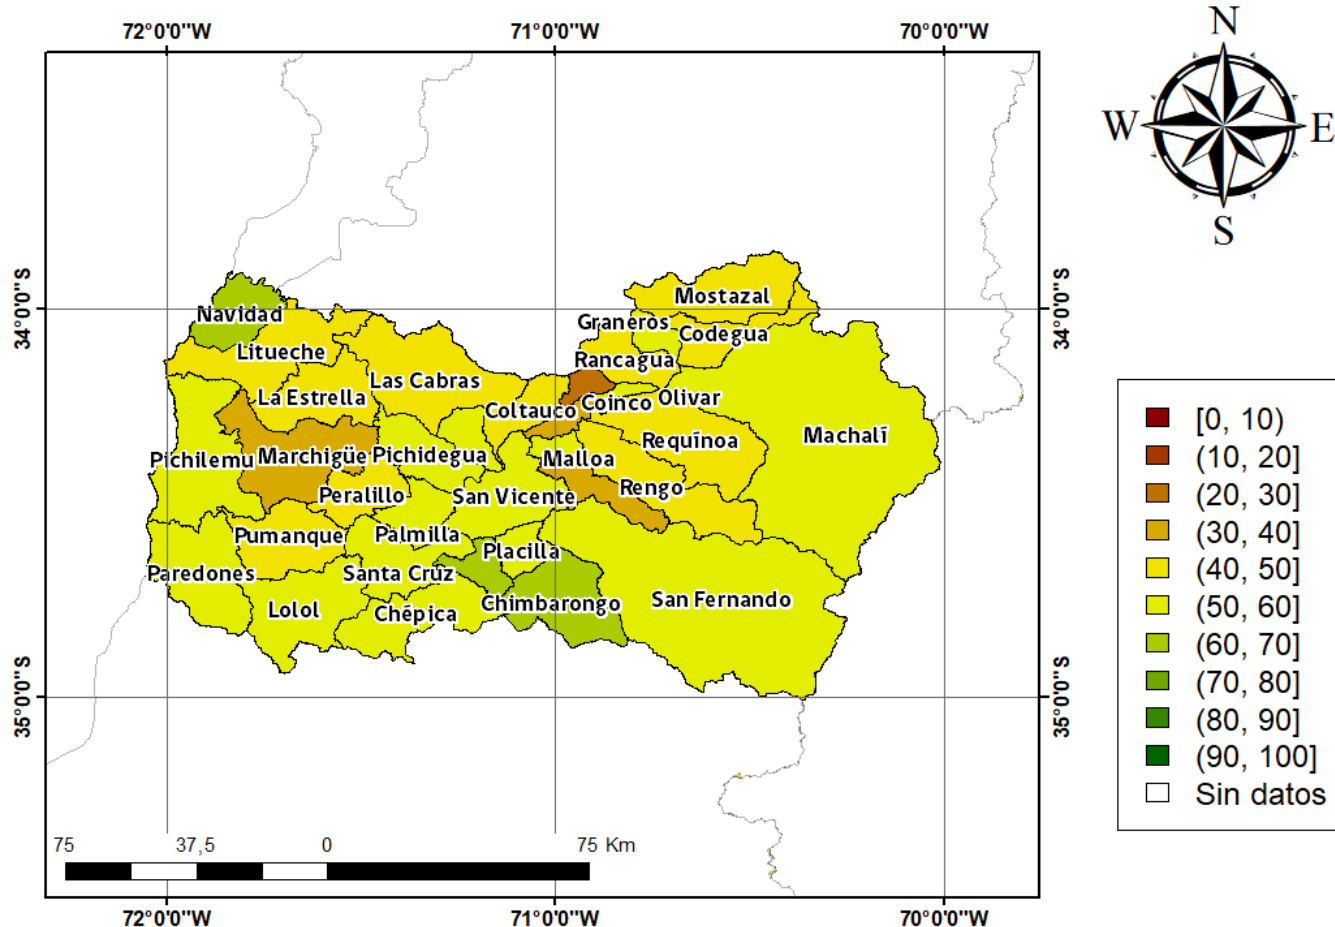 72°0'0"W 71°0'0"W 70°0'0"W
N
W E
S
34°0'0"S 34°0'0"S
35°0'0"S 35°0'0"S
Mostazal
Navidad
Graneros
Codegua
Litueche
Rancagua
Las Cabras
La Estrella
Coltauco
Coinco
Olivar
Machalí
Requínoa
Pichilemu
Marchigüe
Pichidegua
Malloa
Rengo
Peralillo
San Vicente
Pumanque
Palmilla
Placilla
Paredones
Santa Cruz
Lolol
Chépica
Chimbarongo
San Fernando
[0, 10)
(10, 20]
(20, 30]
(30, 40]
(40, 50]
(50, 60]
(60, 70]
(70, 80]
(80, 90]
(90, 100]
Sin datos
75 37,5 0 75 Km
72°0'0"W 71°0'0"W 70°0'0"W